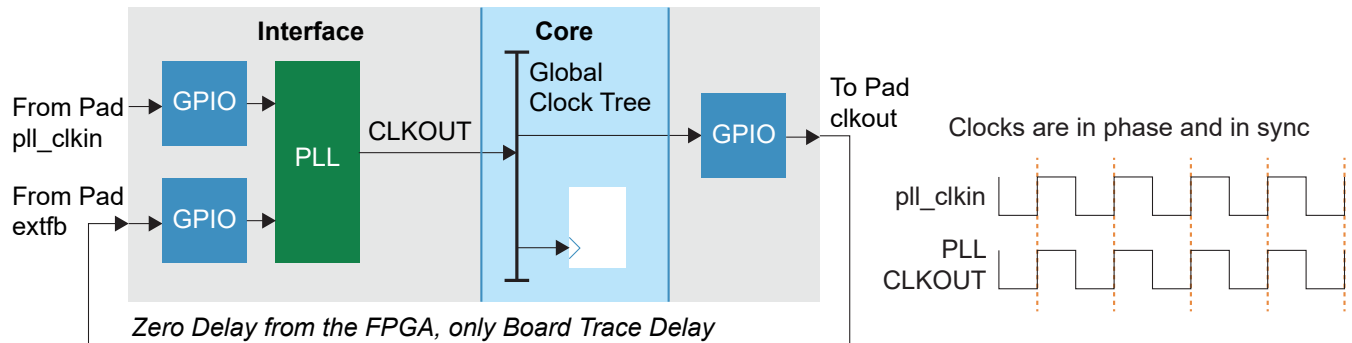 Interface
Core
From Pad
pll_clkin
GPIO
PLL
CLKOUT
Global
Clock Tree
GPIO
To Pad
clkout
From Pad
extfb
GPIO
Zero Delay from the FPGA, only Board Trace Delay
Clocks are in phase and in sync
pll_clkin
PLL
CLKOUT